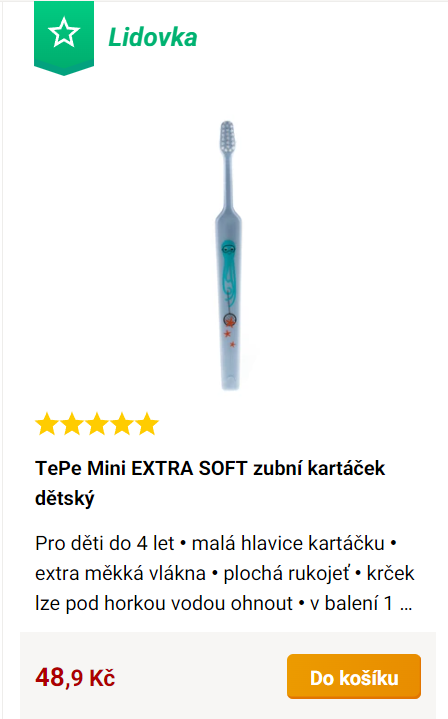 Lidovka
TePe Mini EXTRA SOFT zubní kartáček
dětský
Pro děti do 4 let • malá hlavice kartáčku •
extra měkká vlákna • plochá rukojeť • krček
lze pod horkou vodou ohnout • v balení 1 ...
48,9 Kč
Do košíku